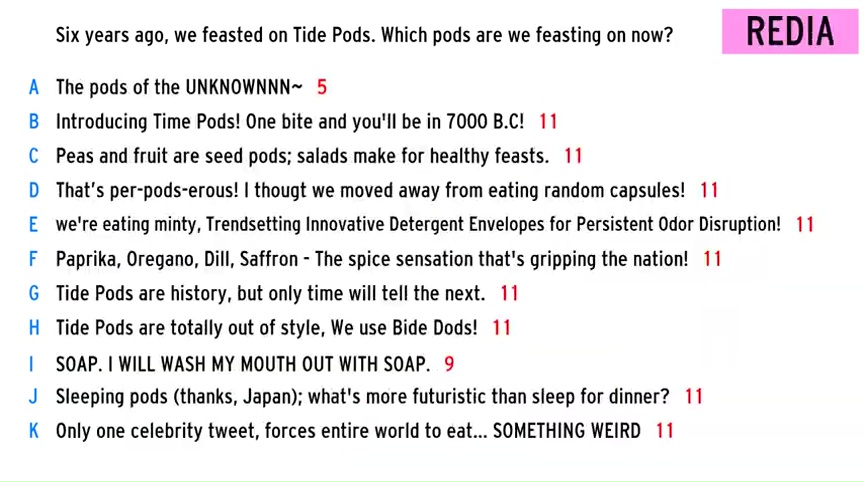 Six years ago, we feasted on Tide Pods. Which pods are we feasting on now?
REDIA
A The pods of the UNKNOWNNN~ 5
B Introducing Time Pods! One bite and you'll be in 7000 B.C! 11
C Peas and fruit are seed pods; salads make for healthy feasts. 11
D That's per-pods-erous! I thougt we moved away from eating random capsules! 11
E we're eating minty, Trendsetting Innovative Detergent Envelopes for Persistent Odor Disruption! 11
F Paprika, Oregano, Dill, Saffron - The spice sensation that's gripping the nation! 11
G Tide Pods are history, but only time will tell the next. 11
H Tide Pods are totally out of style, We use Bide Dods! 11
I SOAP. I WILL WASH MY MOUTH OUT WITH SOAP. 9
J Sleeping pods (thanks, Japan); what's more futuristic than sleep for dinner? 11
K Only one celebrity tweet, forces entire world to eat... SOMETHING WEIRD 11